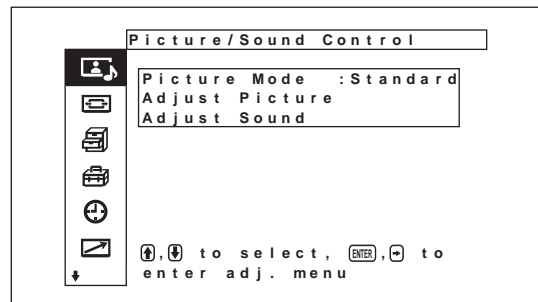 Picture/Sound Control
Picture Mode :Standard
Adjust Picture
Adjust Sound
↑,↓ to select, ENTER,→ to
enter adj. menu